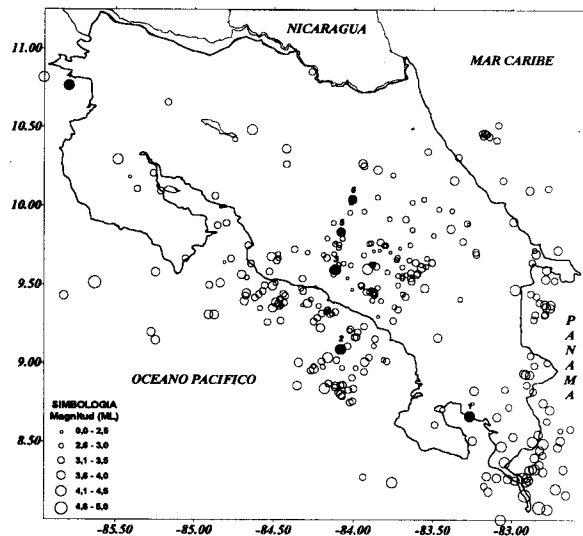 NICARAGUA
MAR CARIBE
11.00
10.50
10.00
9.50
9.00
8.50
PANAMA
OCEANO PACIFICO
SIMBOLOGIA
Magnitud (ML)
0,0 - 2,5
2,6 - 3,0
3,1 - 3,5
3,6 - 4,0
4,1 - 4,5
4,6 - 5,0
2
-85.50
-85.00
-84.50
-84.00
-83.50
-83.00